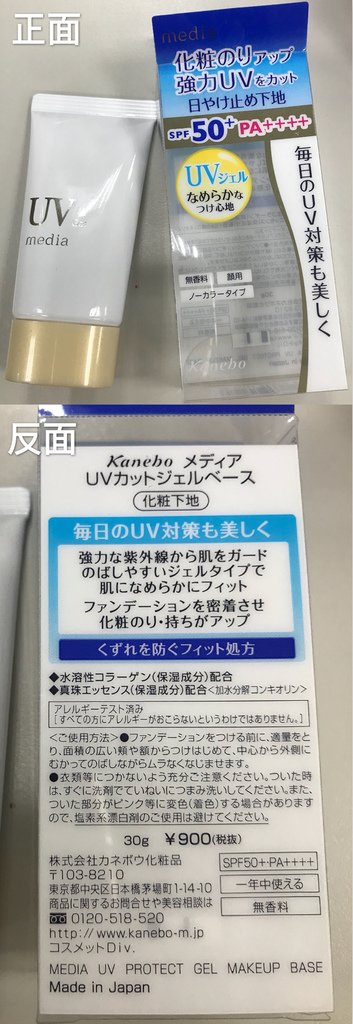 正面
media
化粧のりアップ
強力UVをカット
日やけ止め下地
SPF50+ PA++++
UVジェル
なめらかな
つけ心地
毎日のUV対策も美しく
無香料 顔用
ノーカラータイプ
Kanebo
UV
media
反面
Kanebo メディア
UVカットジェルベース
化粧下地
毎日のUV対策も美しく
強力な紫外線から肌をガード
のばしやすいジェルタイプで
肌になめらかにフィット
ファンデーションを密着させ
化粧のり・持ちがアップ
くずれを防ぐフィット処方
◆水溶性コラーゲン(保湿成分)配合
◆真珠エッセンス(保湿成分)配合<加水分解コンキオリン>
アレルギーテスト済み
[すべての方にアレルギーがおこらないというわけではありません。]
<ご使用方法>●ファンデーションをつける前に、適量をと
り、面積の広い頬や額からつけはじめて、中心から外側に
むかってのばしながらムラなくなじませます。
●衣類等につかないよう充分ご注意ください。ついた時
は、すぐに洗剤でていねいにつまみ洗いしてください。また、
ついた部分がピンク等に変色(着色)する場合があります
ので、塩素系漂白剤のご使用は避けてください。
30g ¥900(税抜)
株式会社カネボウ化粧品
〒103-8210
東京都中央区日本橋茅場町1-14-10
商品に関するお問合せや美容相談は
0120-518-520
http://www.kanebo-m.jp
コスメットDiv.
SPF50+・PA++++
一年中使える
無香料
MEDIA UV PROTECT GEL MAKEUP BASE
Made in Japan